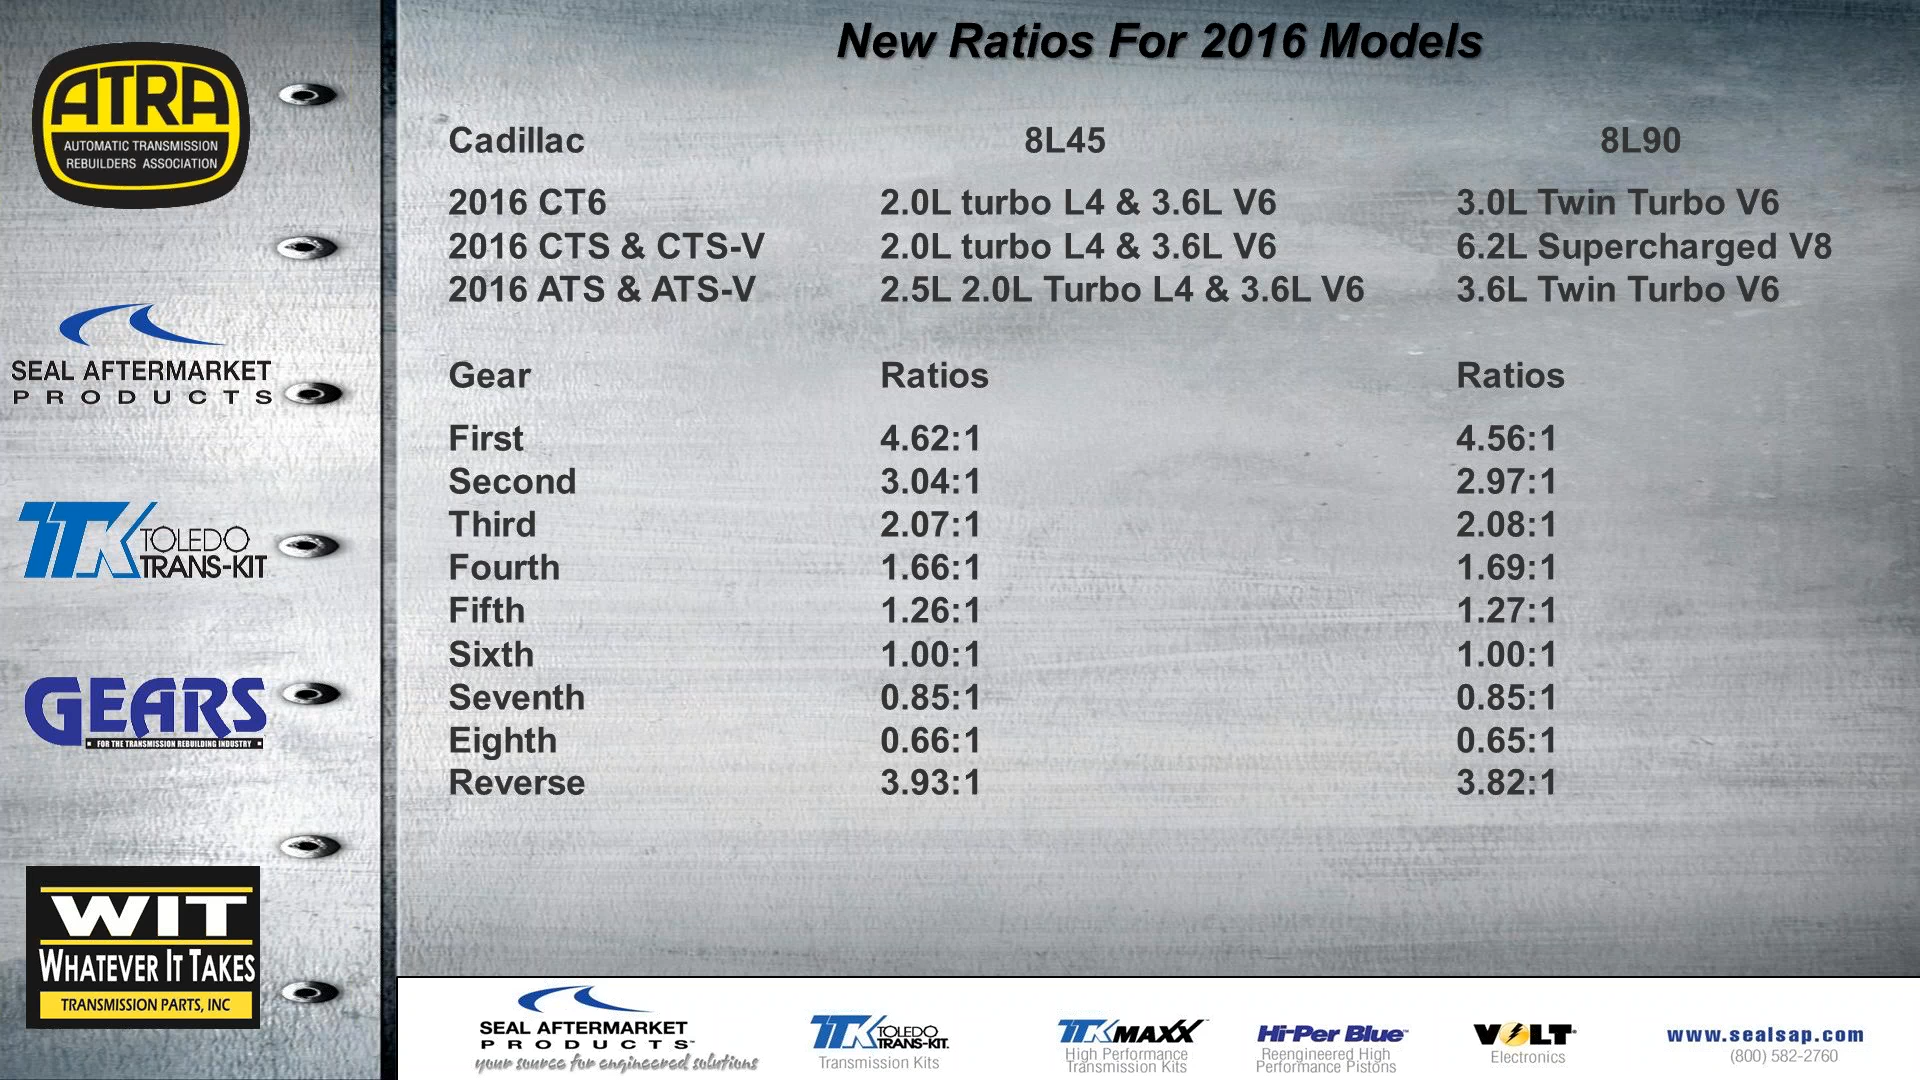 New Ratios For 2016 Models
ATRA
AUTOMATIC TRANSMISSION
REBUILDERS ASSOCIATION
SEAL AFTERMARKET
PRODUCTS
TTK TOLEDO
TRANS-KIT
GEARS
FOR THE TRANSMISSION REBUILDING INDUSTRY
WIT
WHATEVER IT TAKES
TRANSMISSION PARTS, INC
Cadillac 8L45 8L90
2016 CT6 2.0L turbo L4 & 3.6L V6 3.0L Twin Turbo V6
2016 CTS & CTS-V 2.0L turbo L4 & 3.6L V6 6.2L Supercharged V8
2016 ATS & ATS-V 2.5L 2.0L Turbo L4 & 3.6L V6 3.6L Twin Turbo V6
Gear Ratios Ratios
First 4.62:1 4.56:1
Second 3.04:1 2.97:1
Third 2.07:1 2.08:1
Fourth 1.66:1 1.69:1
Fifth 1.26:1 1.27:1
Sixth 1.00:1 1.00:1
Seventh 0.85:1 0.85:1
Eighth 0.66:1 0.65:1
Reverse 3.93:1 3.82:1
SEAL AFTERMARKET
PRODUCTS™
your source for engineered solutions
TTK TOLEDO
TRANS-KIT.
Transmission Kits
TTK MAXX™
High Performance
Transmission Kits
Hi-Per Blue™
Reengineered High
Performance Pistons
VOLT
Electronics
www.sealsap.com
(800) 582-2760